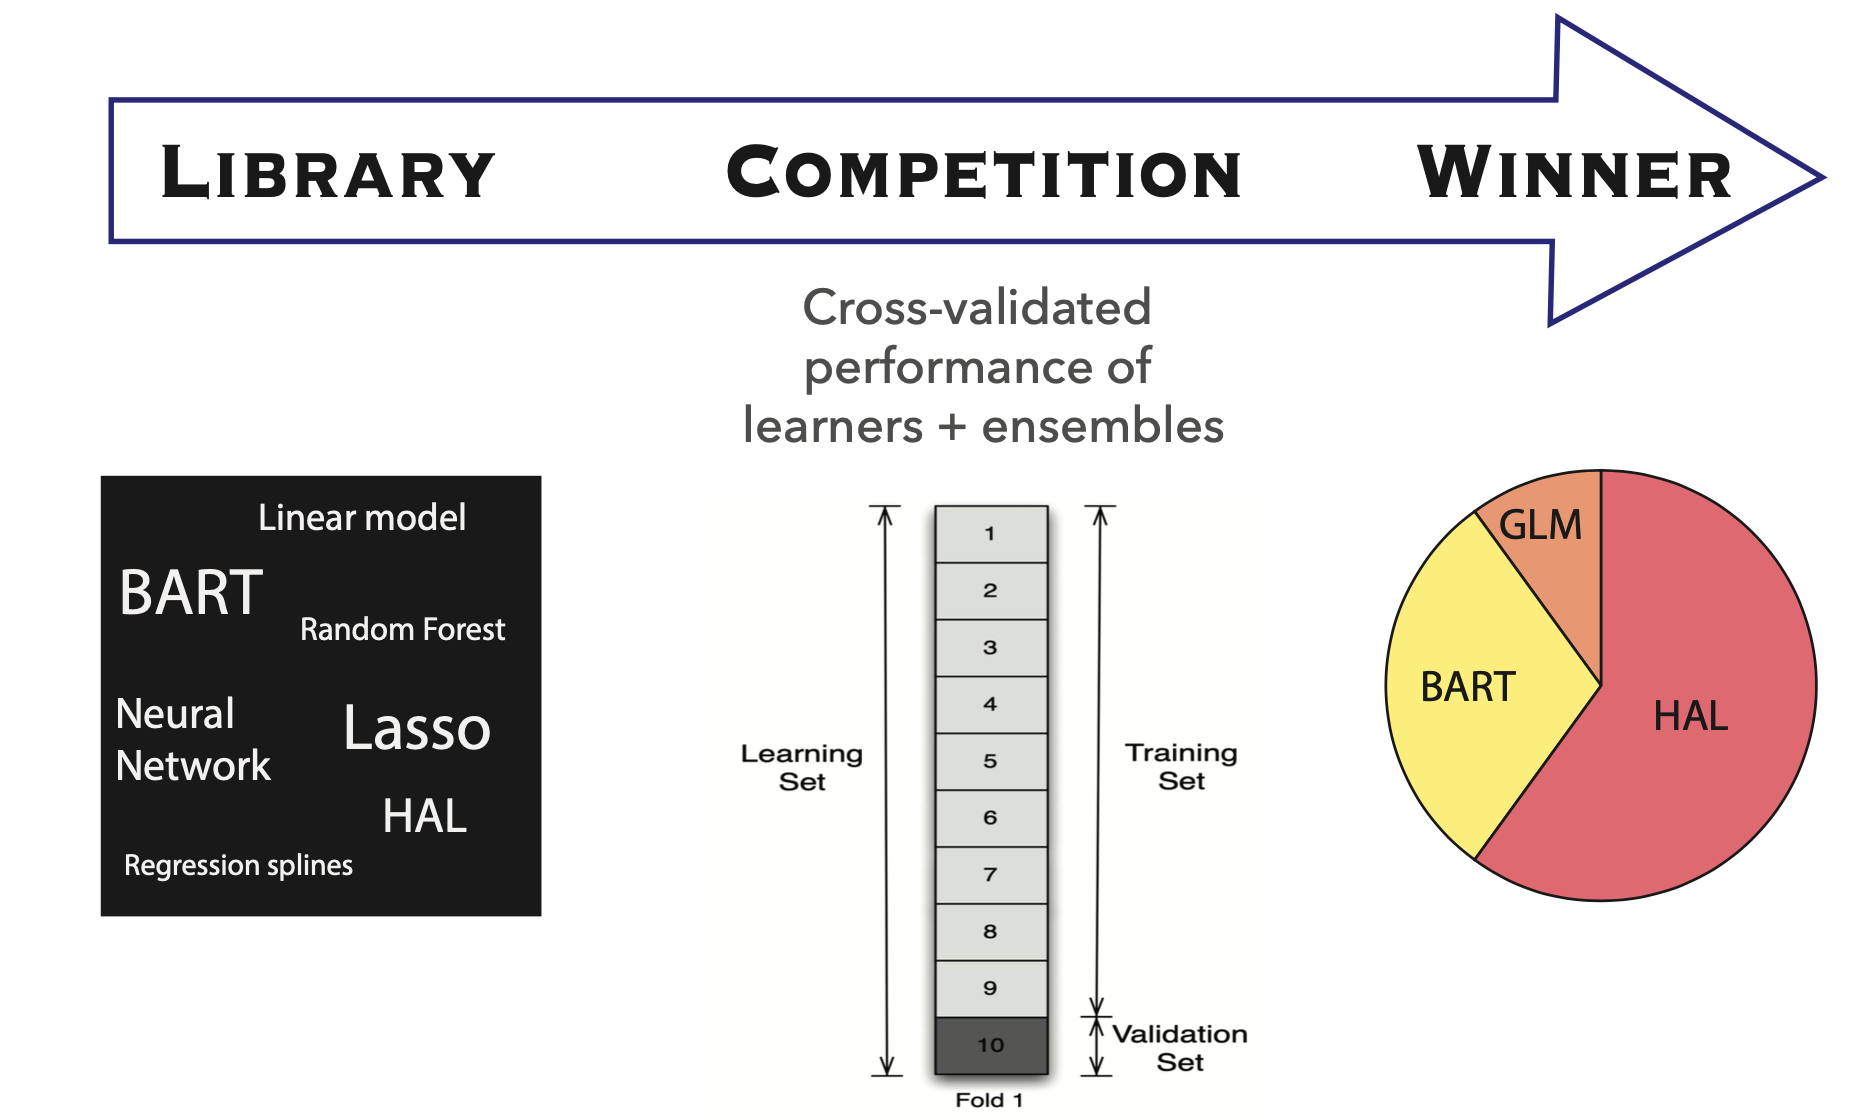 LIBRARY COMPETITION WINNER
Cross-validated
performance of
learners + ensembles
Linear model
BART
Random Forest
Neural
Network
Lasso
HAL
Regression splines
Learning
Set
1
2
3
4
5
6
7
8
9
10
Training
Set
Validation
Set
Fold 1
GLM
BART
HAL